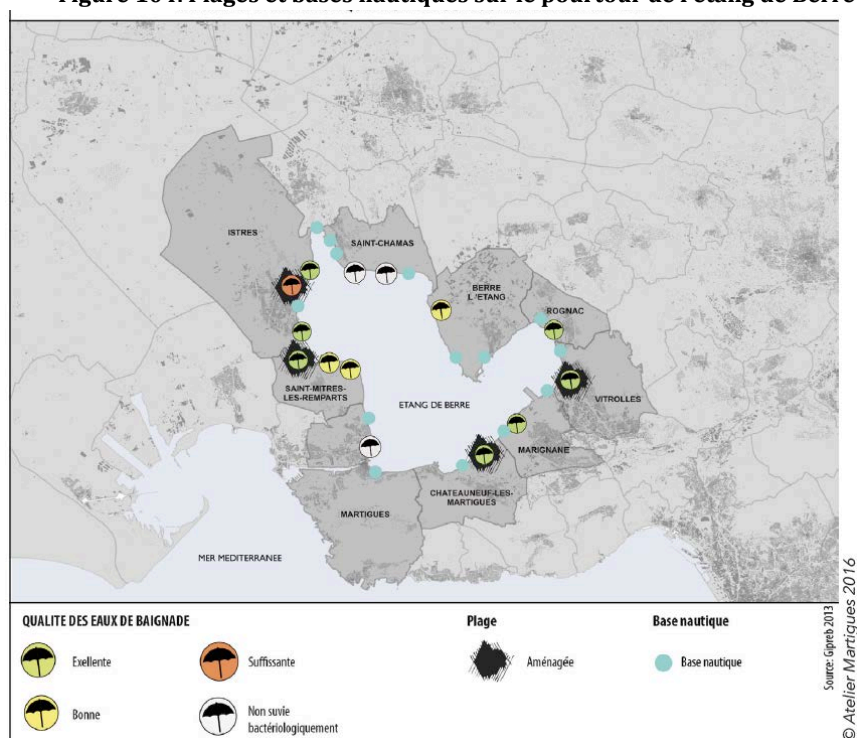 Figure 104: Plages et bases nautiques sur le pourtour de l'étang de Berre
ISTRES
SAINT-CHAMAS
BERRE
L 'ETANG
ROGNAC
SAINT-MITRES-
LES-REMPARTS
ETANG DE BERRE
VITROLLES
MARIGNANE
CHATEAUNEUF-LES-
MARTIGUES
MARTIGUES
MER MEDITERRANEE
QUALITE DES EAUX DE BAIGNADE
Exellente
Suffissante
Bonne
Non suvie
bactériologiquement
Plage
Aménagée
Base nautique
Base nautique
Source: Gipreb 2013
© Atelier Martigues 2016